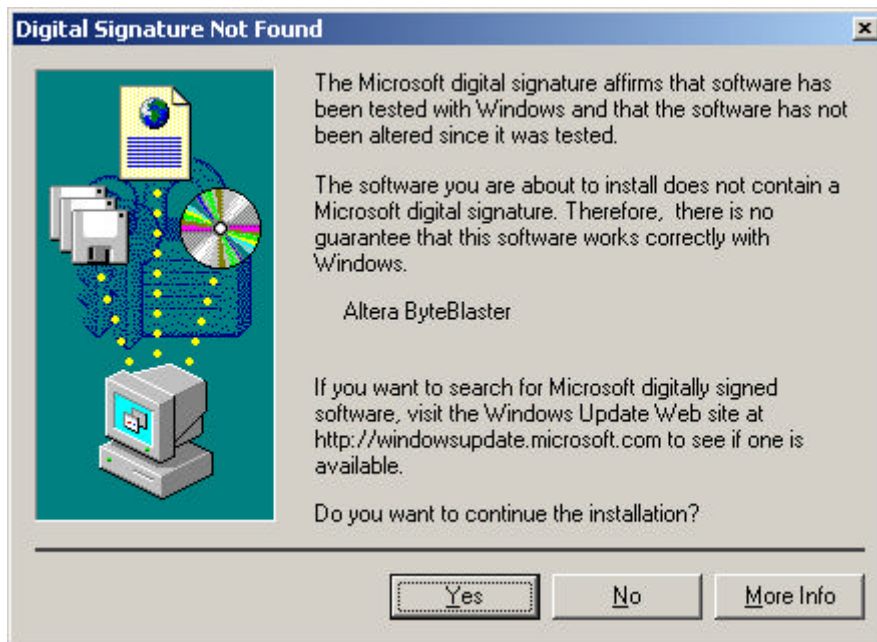 Digital Signature Not Found
The Microsoft digital signature affirms that software has
been tested with Windows and that the software has not
been altered since it was tested.
The software you are about to install does not contain a
Microsoft digital signature. Therefore,  there is no
guarantee that this software works correctly with
Windows.
Altera ByteBlaster
If you want to search for Microsoft digitally signed
software, visit the Windows Update Web site at
http://windowsupdate.microsoft.com to see if one is
available.
Do you want to continue the installation?
Yes
No
More Info